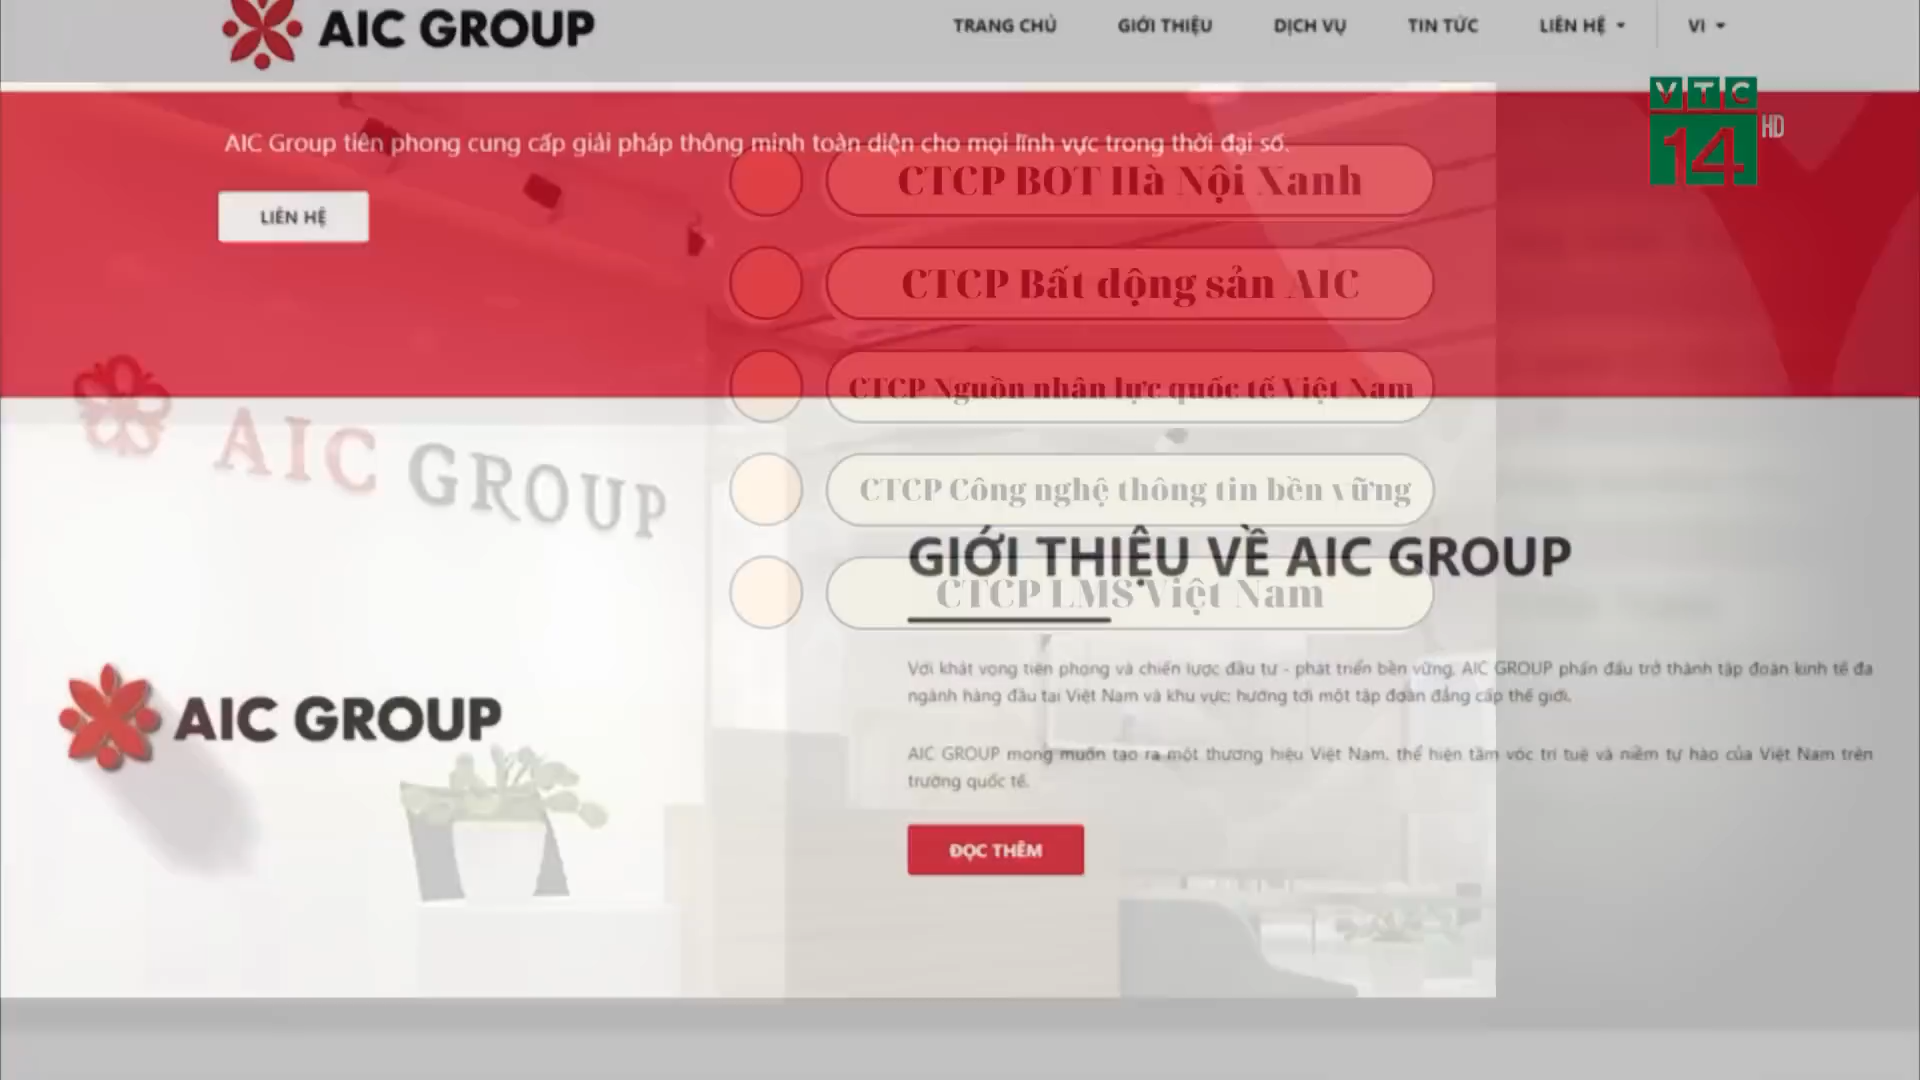 AIC GROUP
TRANG CHỦ
GIỚI THIỆU
DỊCH VỤ
TIN TỨC
LIÊN HỆ
VI
VTC
14
HD
AIC Group tiên phong cung cấp giải pháp thông minh toàn diện cho mọi lĩnh vực trong thời đại số.
CTCP BOT Hà Nội Xanh
LIÊN HỆ
CTCP Bất động sản AIC
CTCP Nguồn nhân lực quốc tế Việt Nam
AIC GROUP
CTCP Công nghệ thông tin bền vững
GIỚI THIỆU VỀ AIC GROUP
CTCP LMS Việt Nam
Với khát vọng tiên phong và chiến lược đầu tư - phát triển bền vững, AIC GROUP phấn đấu trở thành tập đoàn kinh tế đa
ngành hàng đầu tại Việt Nam và khu vực; hướng tới một tập đoàn đẳng cấp thế giới.
AIC GROUP
AIC GROUP mong muốn tạo ra một thương hiệu Việt Nam, thể hiện tầm vóc trí tuệ và niềm tự hào của Việt Nam trên
trường quốc tế.
ĐỌC THÊM